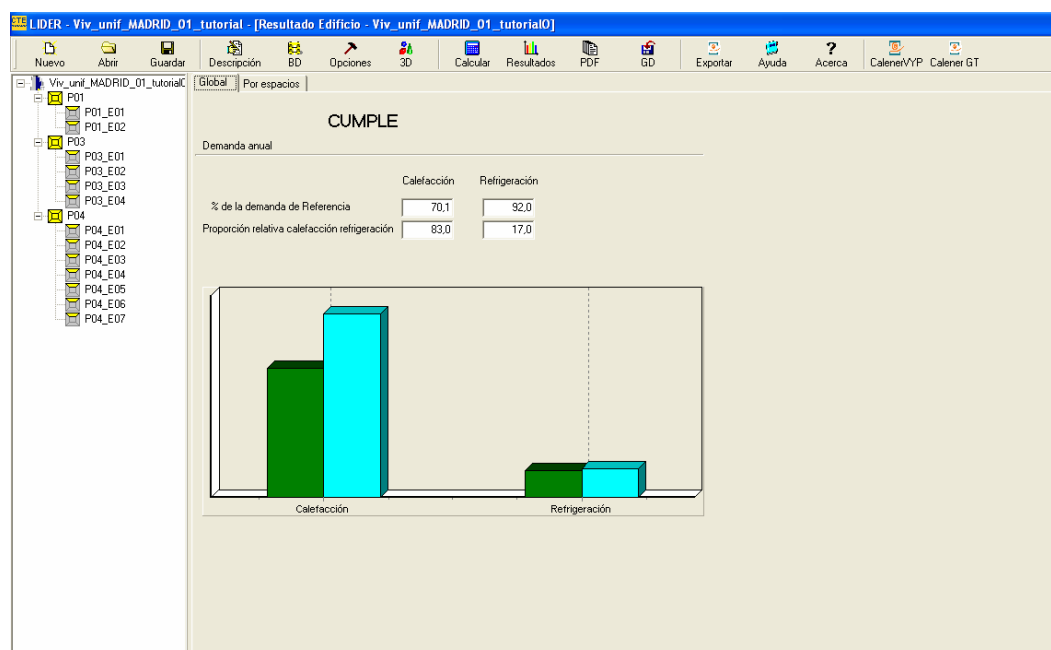 LIDER - Viv_unif_MADRID_01_tutorial - [Resultado Edificio - Viv_unif_MADRID_01_tutorialO]
Nuevo Abrir Guardar Descripción BD Opciones 3D Calcular Resultados PDF GD Exportar Ayuda Acerca CalenerVYP Calener GT
Viv_unif_MADRID_01_tutorialC
P01
P01_E01
P01_E02
P03
P03_E01
P03_E02
P03_E03
P03_E04
P04
P04_E01
P04_E02
P04_E03
P04_E04
P04_E05
P04_E06
P04_E07
Global Por espacios
CUMPLE
Demanda anual
Calefacción Refrigeración
% de la demanda de Referencia 70,1 92,0
Proporción relativa calefacción refrigeración 83,0 17,0
Calefacción Refrigeración